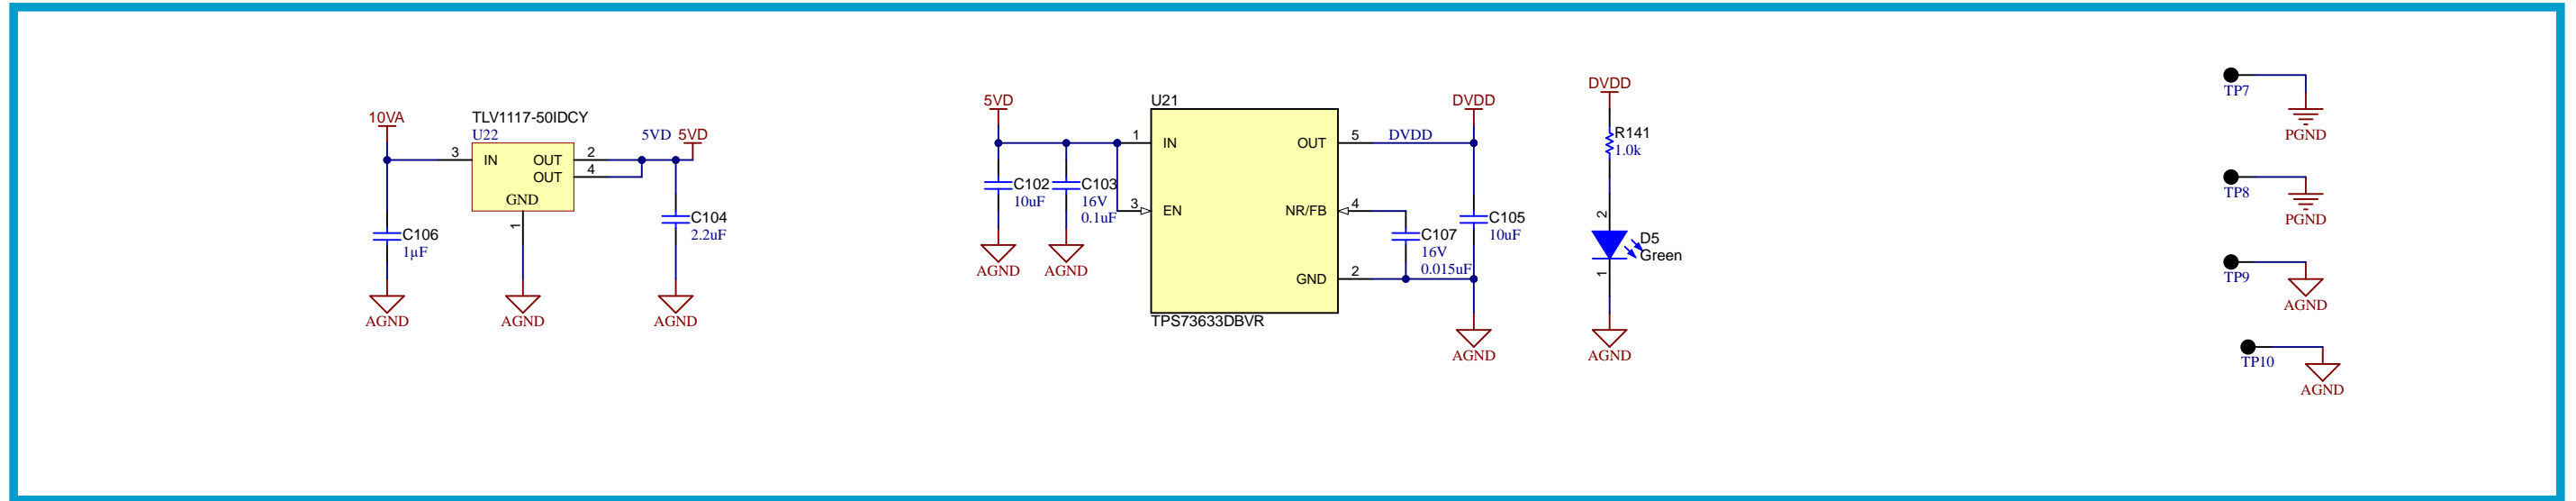 10VA
TLV1117-50IDCY
U22
3
IN
OUT
2
OUT
4
GND
1
5VD
5VD
C106
1µF
C104
2.2uF
AGND
AGND
AGND
5VD
U21
1
IN
OUT
5
DVDD
DVDD
C102
10uF
C103
16V
0.1uF
3
EN
NR/FB
4
C107
16V
0.015uF
C105
10uF
GND
2
AGND
AGND
TPS73633DBVR
AGND
DVDD
R141
1.0k
2
D5
Green
1
AGND
TP7
PGND
TP8
PGND
TP9
AGND
TP10
AGND